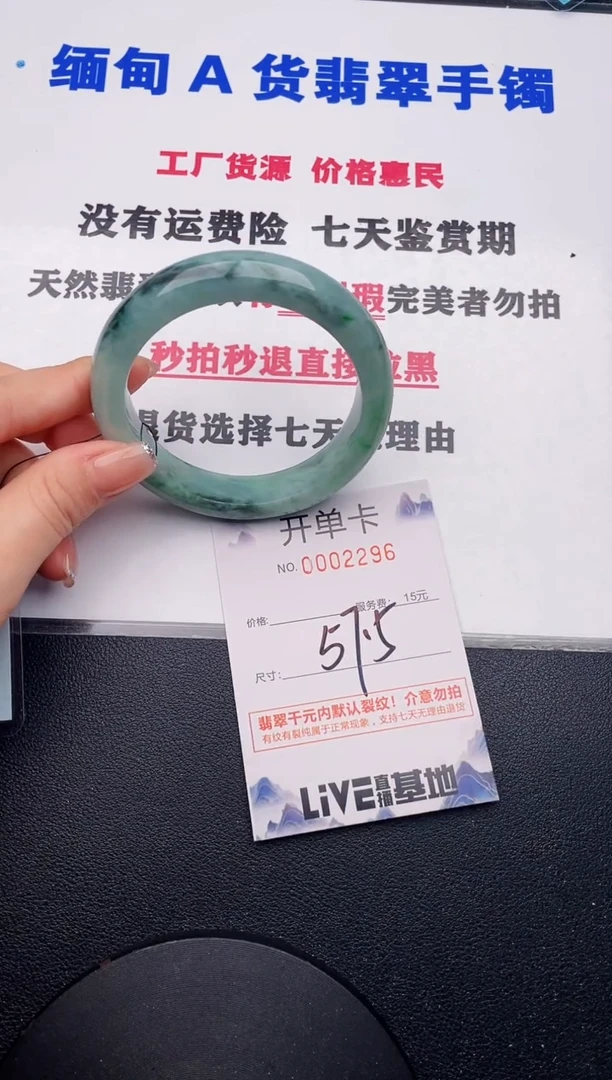 缅甸A货翡翠手镯
工厂货源 价格惠民
没有运费险 七天鉴赏期
天然翡 瑕完美者勿拍
秒拍秒退直接拉黑
退货选择七天 理由
开单卡
NO.0002296
价格: 服务费: 15元
尺寸: 57.5
翡翠千元内默认裂纹！介意勿拍
有纹有裂纯属于正常现象，支持七天无理由退货
LiVE直播基地